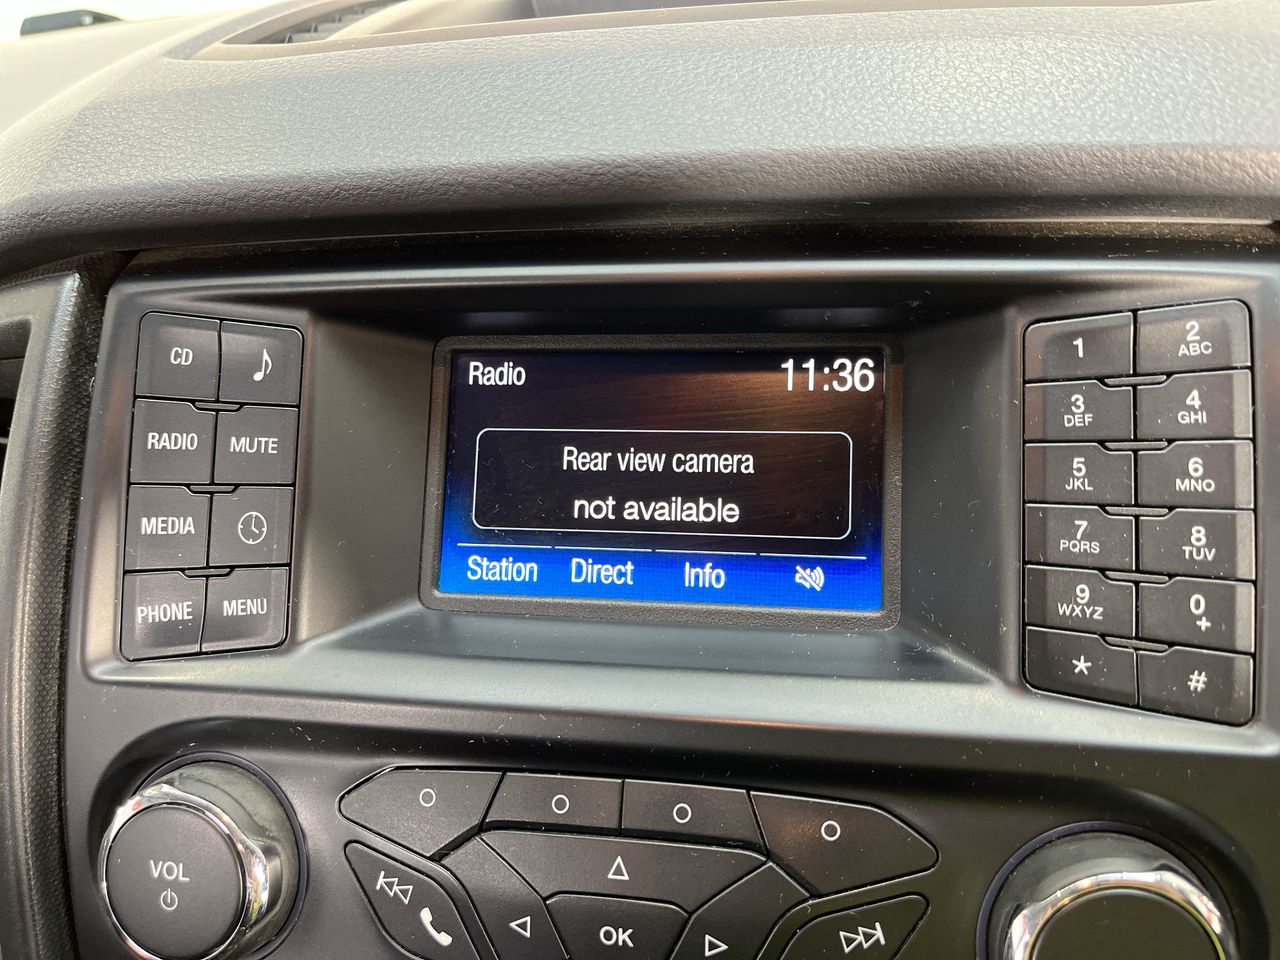 Radio 11:36
Rear view camera
not available
Station Direct Info
CD
RADIO MUTE
MEDIA
PHONE MENU
1 2 ABC
3 DEF 4 GHI
5 JKL 6 MNO
7 PQRS 8 TUV
9 WXYZ 0 +
* #
VOL
OK